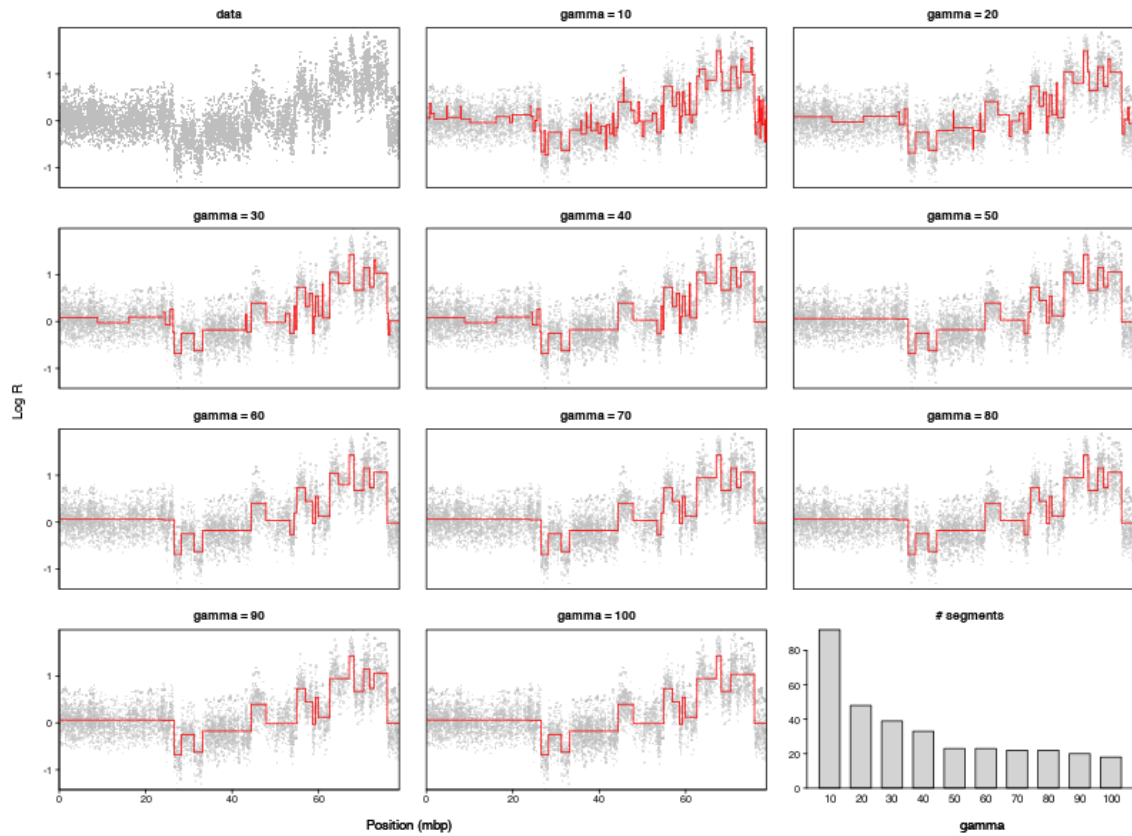 data
gamma = 10
gamma = 20
1
0
-1
gamma = 30
gamma = 40
gamma = 50
1
0
-1
Log R
gamma = 60
gamma = 70
gamma = 80
1
0
-1
gamma = 90
gamma = 100
# segments
1
0
-1
0 20 40 60
0 20 40 60
80
60
40
20
0
10 20 30 40 50 60 70 80 90 100
Position (mbp)
gamma